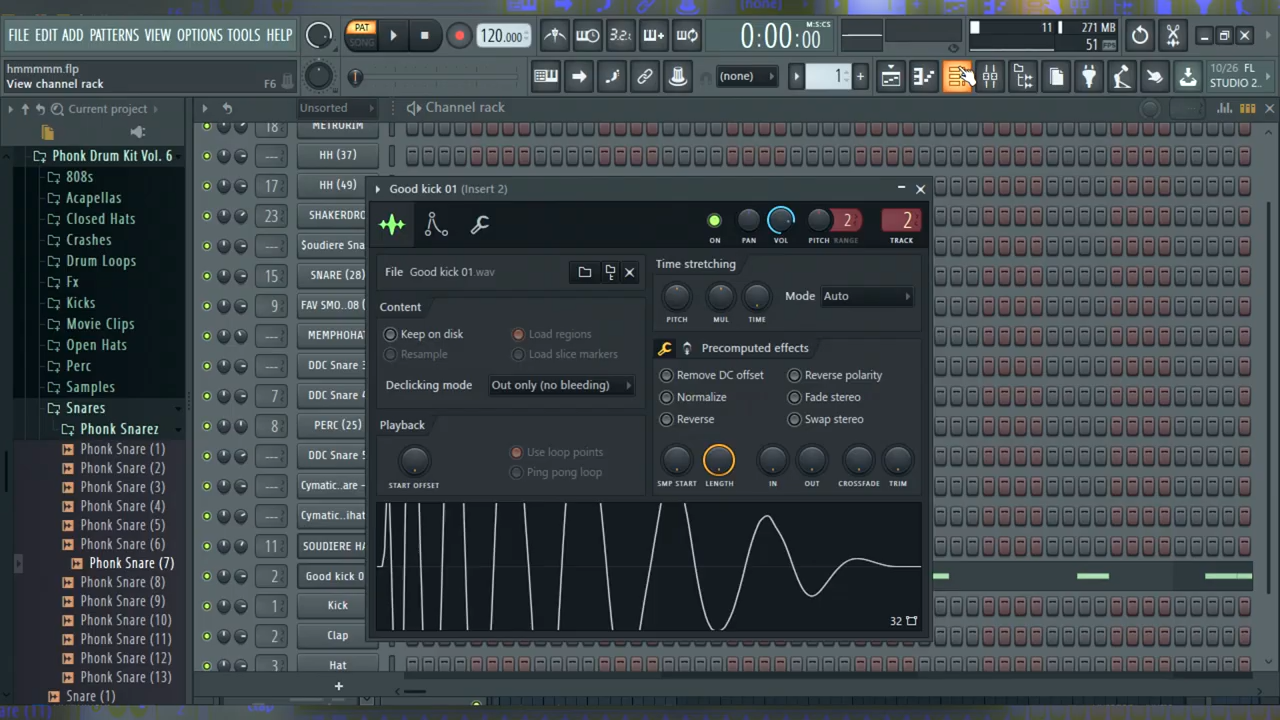 FILE EDIT ADD PATTERNS VIEW OPTIONS TOOLS HELP
PAT
SONG
120.000
3.2.
0:00:00
M:S:CS
11
271 MB
51
hmmmmm.flp
View channel rack
F6
(none)
1
10/26 FL
STUDIO 2..
Current project
Unsorted
Channel rack
Phonk Drum Kit Vol. 6
808s
Acapellas
Closed Hats
Crashes
Drum Loops
Fx
Kicks
Movie Clips
Open Hats
Perc
Samples
Snares
Phonk Snarez
Phonk Snare (1)
Phonk Snare (2)
Phonk Snare (3)
Phonk Snare (4)
Phonk Snare (5)
Phonk Snare (6)
Phonk Snare (7)
Phonk Snare (8)
Phonk Snare (9)
Phonk Snare (10)
Phonk Snare (11)
Phonk Snare (12)
Phonk Snare (13)
Snare (1)
18 METRORIM
--- HH (37)
17 HH (49)
23 SHAKERDRO
--- $oudiere Sna
15 SNARE (28)
9 FAV SMO..08 (
--- MEMPHOHAT
--- DDC Snare 3
7 DDC Snare 4
8 PERC (25)
--- DDC Snare 5
--- Cymatic..are –
--- Cymatic..ihat
11 SOUDIERE HA
2 Good kick 0
1 Kick
2 Clap
3 Hat
+
Good kick 01 (Insert 2)
ON
PAN
VOL
PITCH
RANGE
2
TRACK
2
File Good kick 01.wav
Content
Keep on disk
Load regions
Resample
Load slice markers
Declicking mode
Out only (no bleeding)
Playback
START OFFSET
Use loop points
Ping pong loop
Time stretching
PITCH
MUL
TIME
Mode
Auto
Precomputed effects
Remove DC offset
Reverse polarity
Normalize
Fade stereo
Reverse
Swap stereo
SMP START
LENGTH
IN
OUT
CROSSFADE
TRIM
32